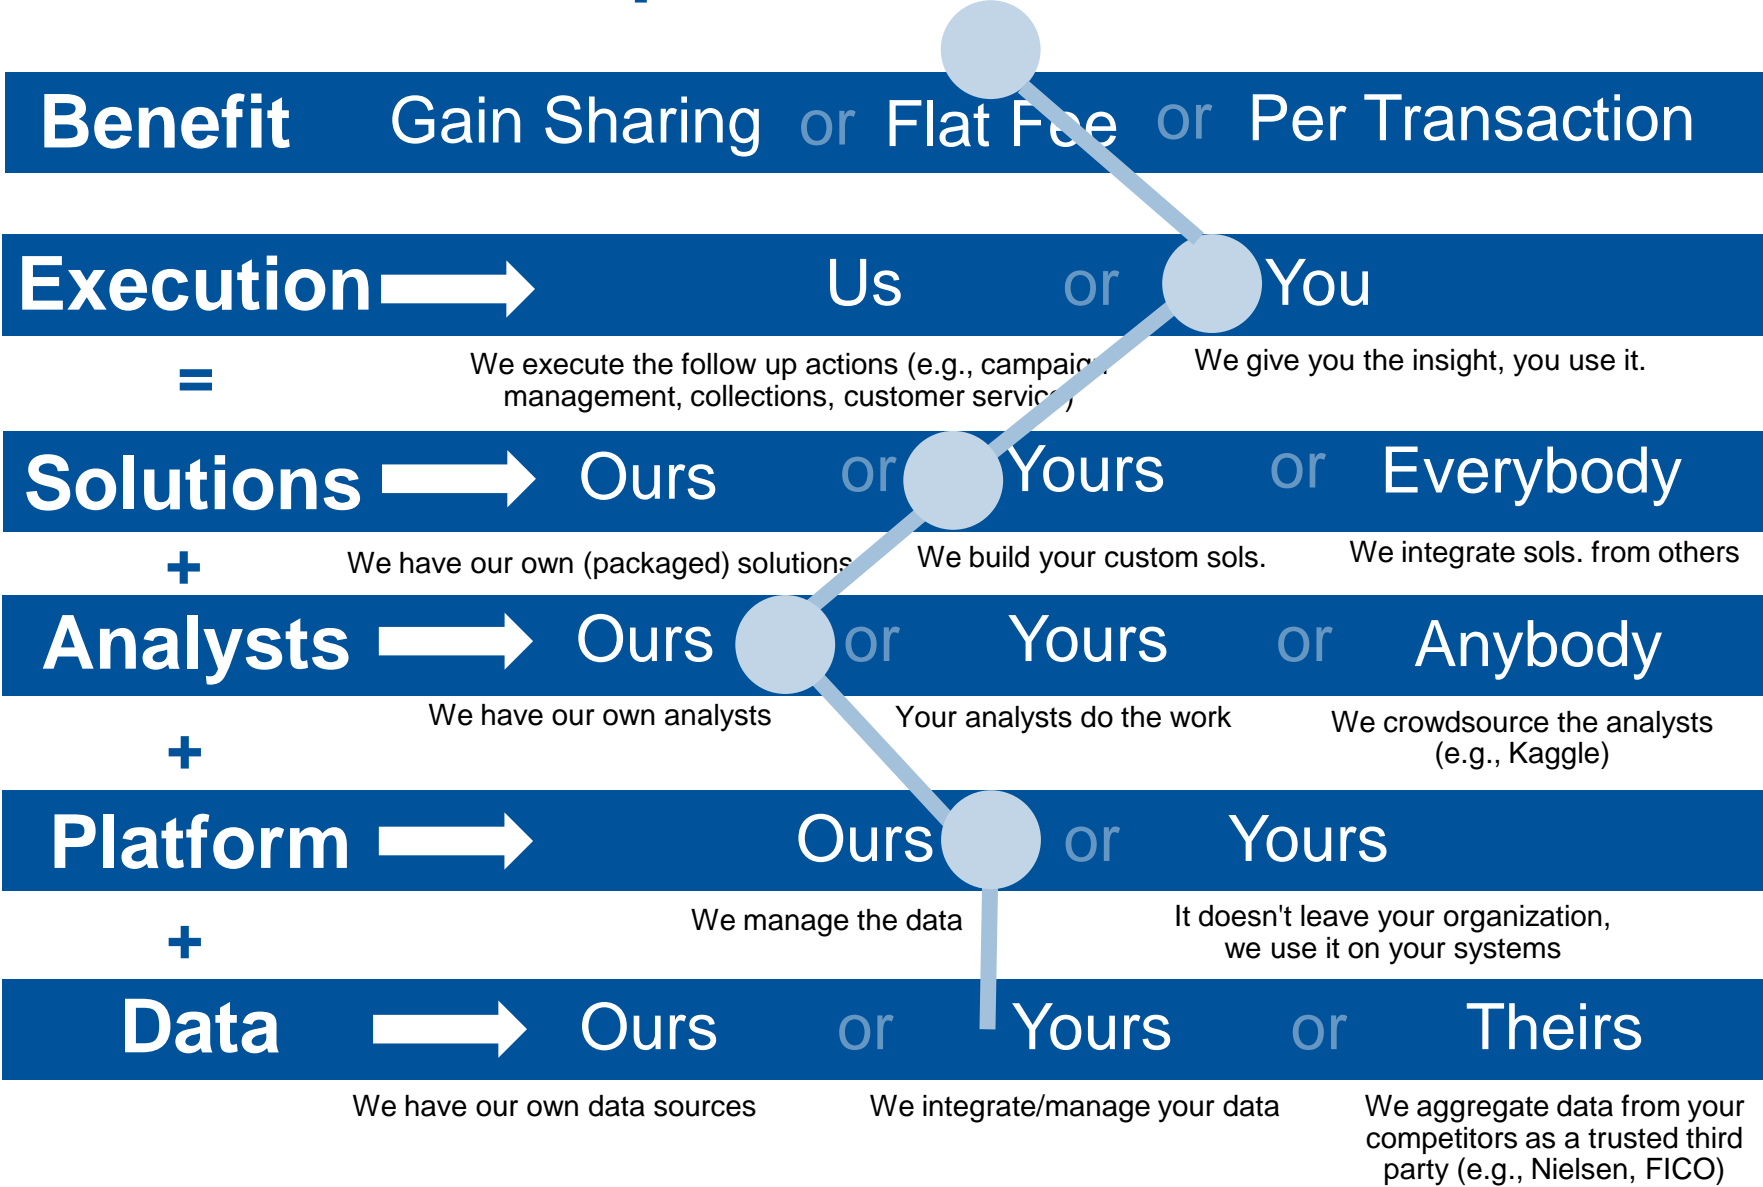 Benefit Gain Sharing or Flat Fee or Per Transaction
Execution Us or You
= We execute the follow up actions (e.g., campaign
management, collections, customer service)
We give you the insight, you use it.
Solutions Ours or Yours or Everybody
+ We have our own (packaged) solutions
We build your custom sols.
We integrate sols. from others
Analysts Ours or Yours or Anybody
We have our own analysts
Your analysts do the work
We crowdsource the analysts
(e.g., Kaggle)
+
Platform Ours or Yours
We manage the data
It doesn't leave your organization,
we use it on your systems
+
Data Ours or Yours or Theirs
We have our own data sources
We integrate/manage your data
We aggregate data from your
competitors as a trusted third
party (e.g., Nielsen, FICO)